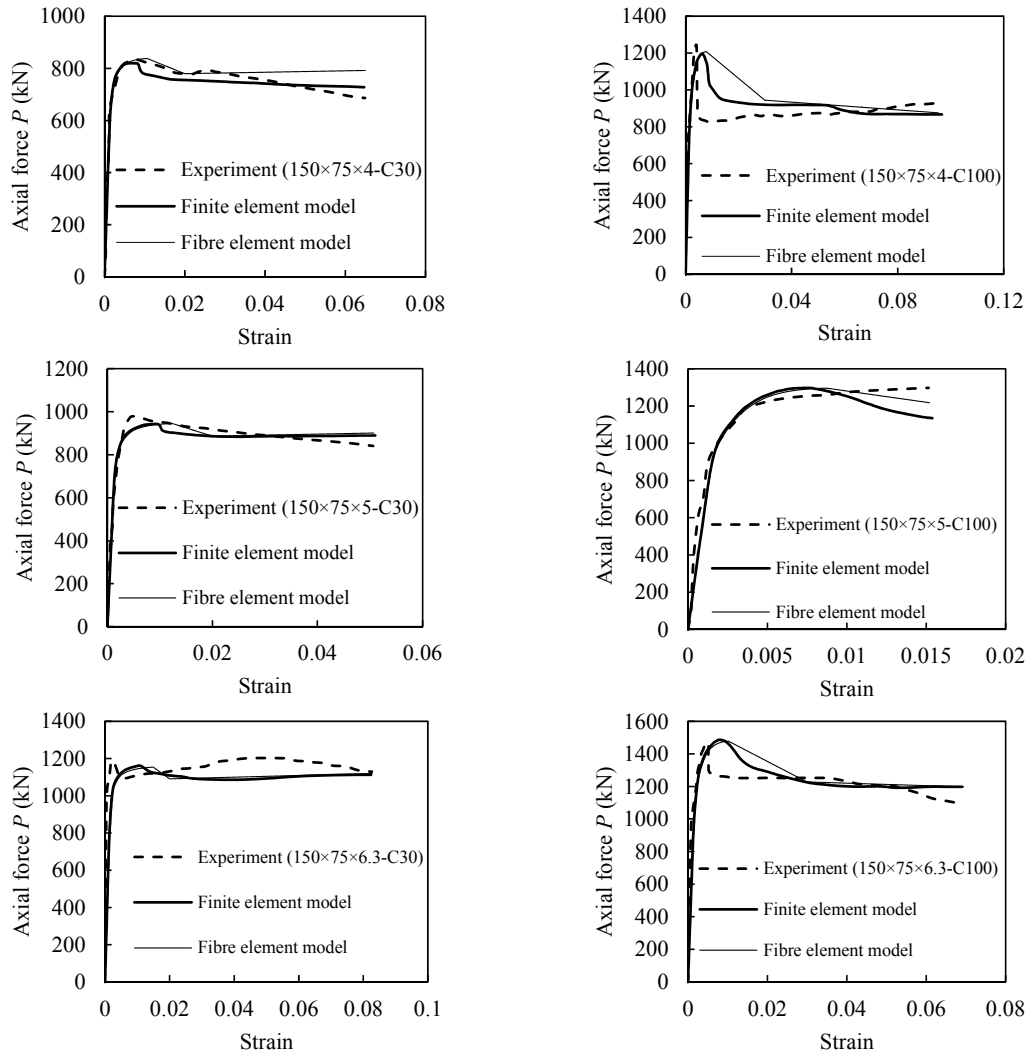 1000
800
600
400
200
0
Axial force P (kN)
Experiment (150×75×4-C30)
Finite element model
Fibre element model
0 0.02 0.04 0.06 0.08
Strain
1400
1200
1000
800
600
400
200
0
Axial force P (kN)
Experiment (150×75×4-C100)
Finite element model
Fibre element model
0 0.04 0.08 0.12
Strain
1200
1000
800
600
400
200
0
Axial force P (kN)
Experiment (150×75×5-C30)
Finite element model
Fibre element model
0 0.02 0.04 0.06
Strain
1400
1200
1000
800
600
400
200
0
Axial force P (kN)
Experiment (150×75×5-C100)
Finite element model
Fibre element model
0 0.005 0.01 0.015 0.02
Strain
1400
1200
1000
800
600
400
200
0
Axial force P (kN)
Experiment (150×75×6.3-C30)
Finite element model
Fibre element model
0 0.02 0.04 0.06 0.08 0.1
Strain
1600
1400
1200
1000
800
600
400
200
0
Axial force P (kN)
Experiment (150×75×6.3-C100)
Finite element model
Fibre element model
0 0.02 0.04 0.06 0.08
Strain